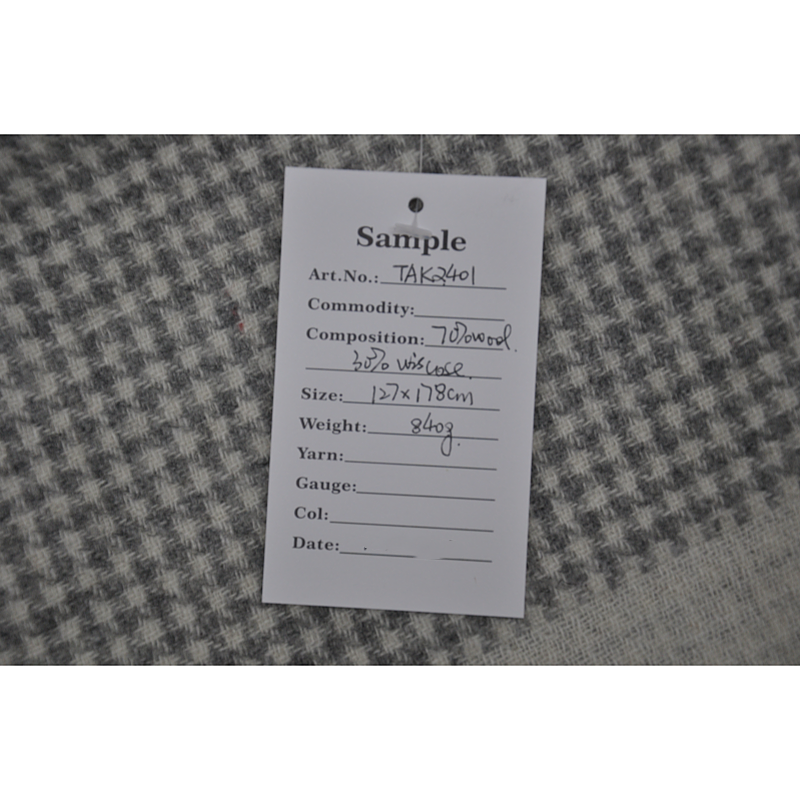 Sample
Art.No.: TAK2401
Commodity:
Composition: 70%wool.
30% viscose.
Size: 127x178cm
Weight: 840g.
Yarn:
Gauge:
Col:
Date: